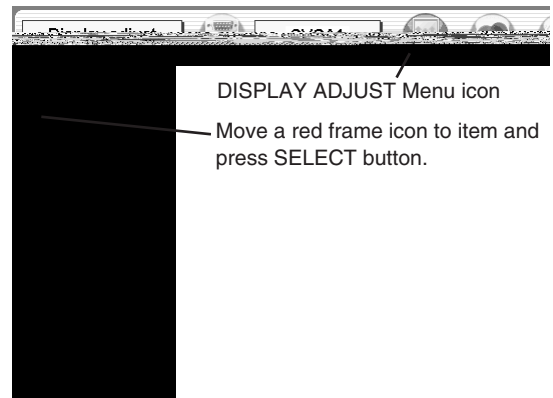 DISPLAY ADJUST Menu icon
Move a red frame icon to item and
press SELECT button.